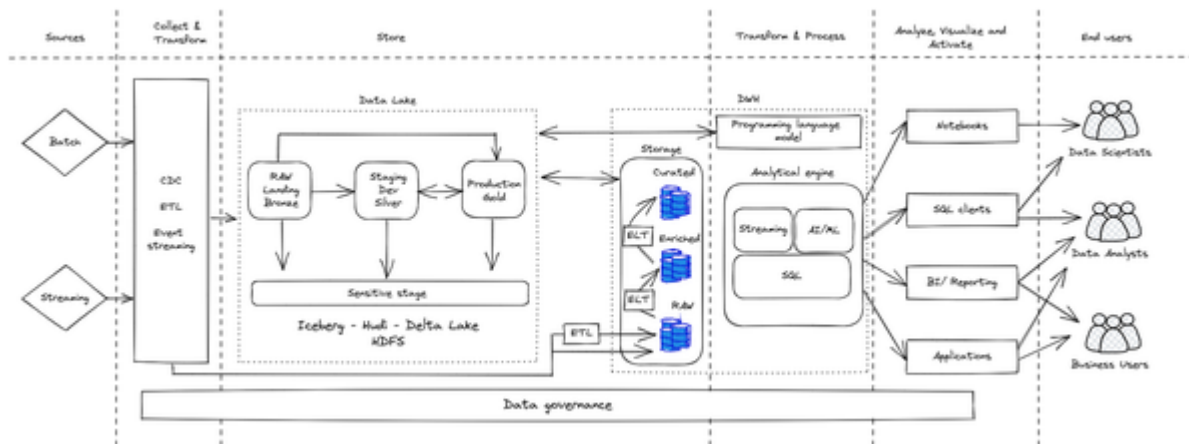 Sources
Collect &
Transform
Store
Transform & Process
Analyze, Visualize and
Activate
End users
Data Lake
DWH
Batch
Streaming
CDC
ETL
Event
streaming
RAW
Landing
Bronze
Staging
Dev
Silver
Production
Gold
Sensitive stage
Iceberg - Hudi - Delta Lake
HDFS
Storage
Curated
ELT
Enriched
ELT
RAW
ETL
Programming language
model
Analytical engine
Streaming
AI/ML
SQL
Notebooks
SQL clients
BI/ Reporting
Applications
Data Scientists
Data Analysts
Business Users
Data governance